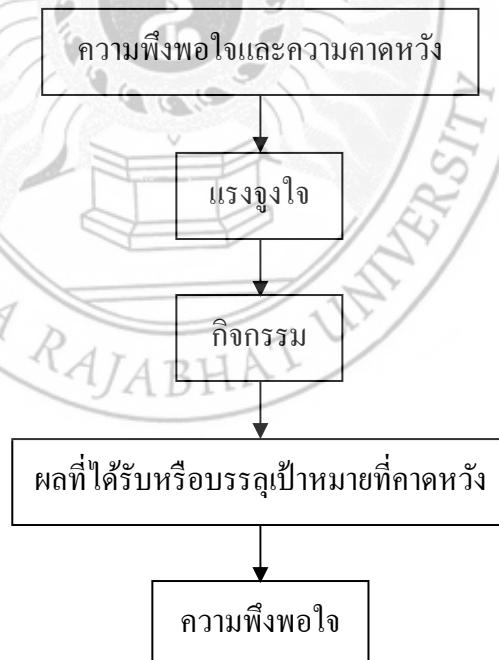 ความพึงพอใจและความคาดหวัง
แรงจูงใจ
กิจกรรม
A RAJABHAT UNIVERSITY
ผลที่ได้รับหรือบรรลุเป้าหมายที่คาดหวัง
ความพึงพอใจ